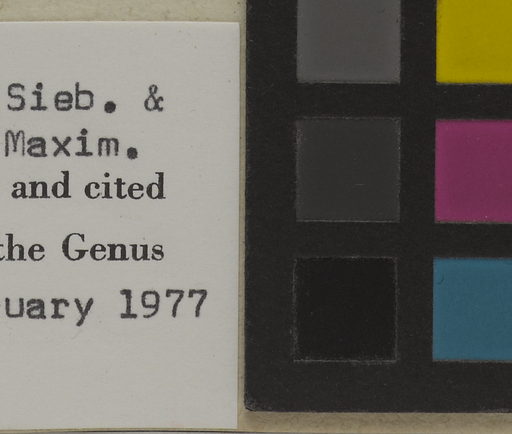 Sieb. &
Maxim.
and cited
the Genus
uary 1977